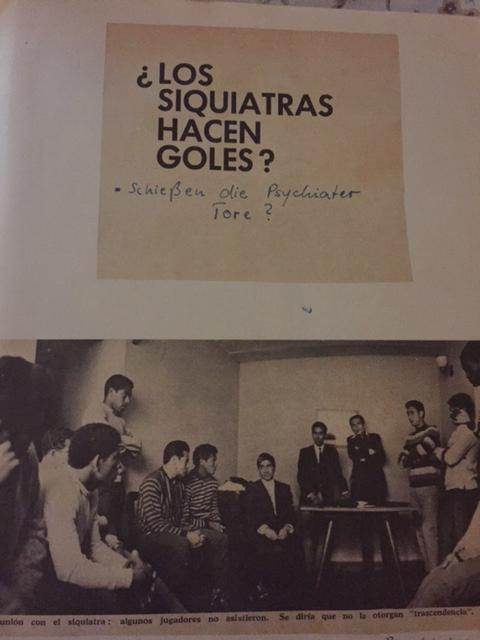 ¿LOS
SIQUIATRAS
HACEN
GOLES?
• Schießen die Psychiater
Tore?
con el siquiatra: algunos jugadores no asistieron. Se diría que no le otorgan "trascendencia".